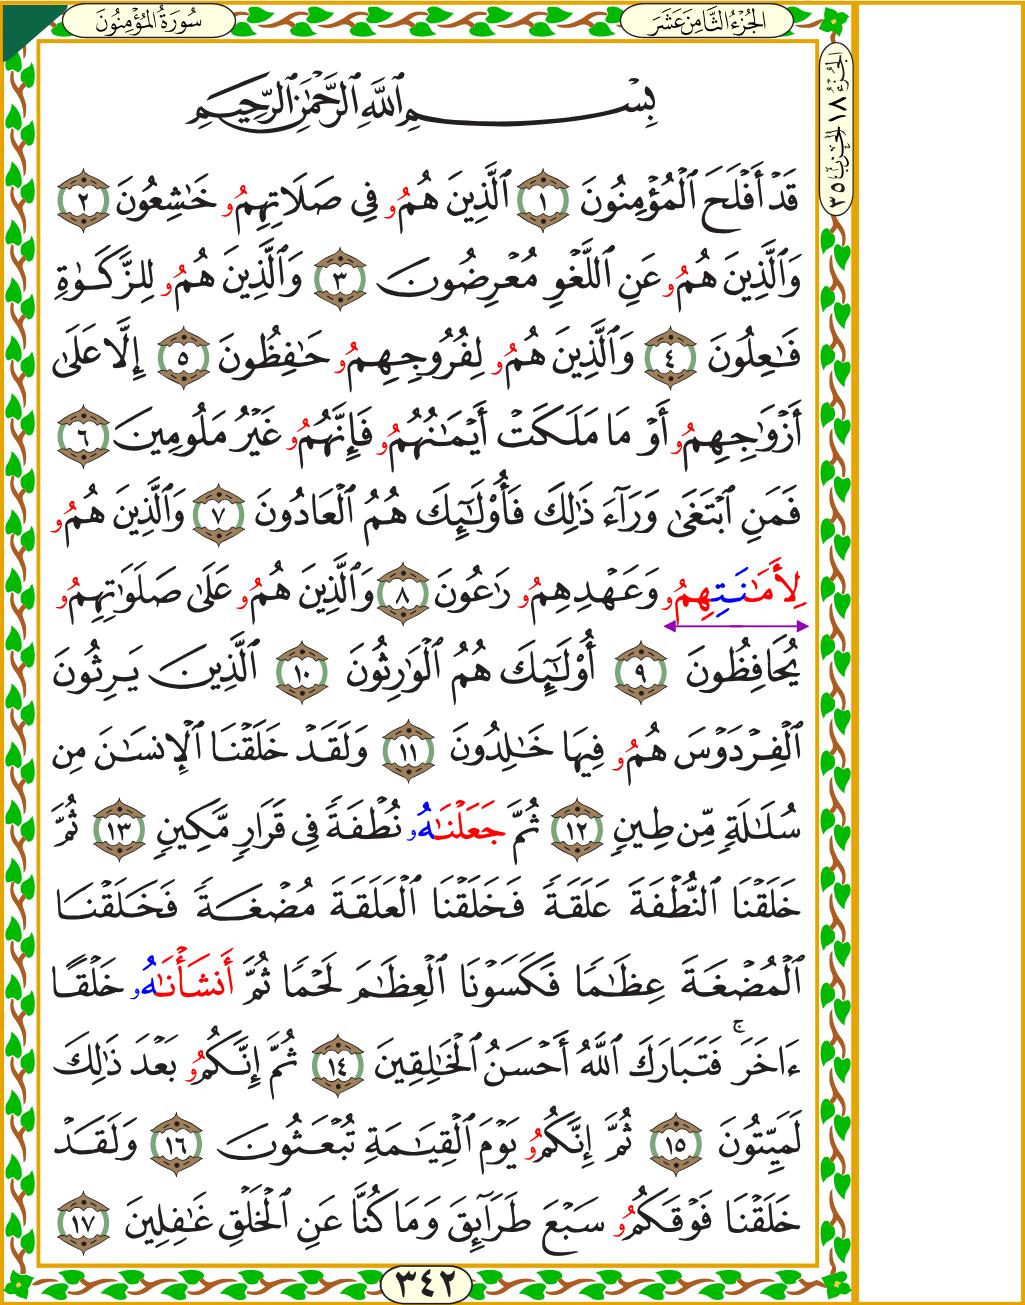 سُورَةُ المُؤْمِنُونَ
الجُزْءُ الثَّامِنَ عَشَرَ
الجُزْءُ ١٨ الحِزْبُ ٣٥
بِسْمِ ٱللَّهِ ٱلرَّحْمَٰنِ ٱلرَّحِيمِ
قَدْ أَفْلَحَ ٱلْمُؤْمِنُونَ ١ ٱلَّذِينَ هُمُۥ فِي صَلَاتِهِمُۥ خَٰشِعُونَ ٢
وَٱلَّذِينَ هُمُۥ عَنِ ٱللَّغْوِ مُعْرِضُونَ ٣ وَٱلَّذِينَ هُمُۥ لِلزَّكَوٰةِ
فَٰعِلُونَ ٤ وَٱلَّذِينَ هُمُۥ لِفُرُوجِهِمُۥ حَٰفِظُونَ ٥ إِلَّا عَلَىٰ
أَزْوَٰجِهِمُۥ أَوْ مَا مَلَكَتْ أَيْمَٰنُهُمُۥ فَإِنَّهُمُۥ غَيْرُ مَلُومِينَ ٦
فَمَنِ ٱبْتَغَىٰ وَرَآءَ ذَٰلِكَ فَأُوْلَٰٓئِكَ هُمُ ٱلْعَادُونَ ٧ وَٱلَّذِينَ هُمُۥ
لِأَمَٰنَتِهِمُۥ وَعَهْدِهِمُۥ رَٰعُونَ ٨ وَٱلَّذِينَ هُمُۥ عَلَىٰ صَلَوَٰتِهِمُۥ
يُحَافِظُونَ ٩ أُوْلَٰٓئِكَ هُمُ ٱلْوَٰرِثُونَ ١٠ ٱلَّذِينَ يَرِثُونَ
ٱلْفِرْدَوْسَ هُمُۥ فِيهَا خَٰلِدُونَ ١١ وَلَقَدْ خَلَقْنَا ٱلْإِنسَٰنَ مِن
سُلَٰلَةٍ مِّن طِينٍ ١٢ ثُمَّ جَعَلْنَٰهُۥ نُطْفَةً فِي قَرَارٍ مَّكِينٍ ١٣ ثُمَّ
خَلَقْنَا ٱلنُّطْفَةَ عَلَقَةً فَخَلَقْنَا ٱلْعَلَقَةَ مُضْغَةً فَخَلَقْنَا
ٱلْمُضْغَةَ عِظَٰمًا فَكَسَوْنَا ٱلْعِظَٰمَ لَحْمًا ثُمَّ أَنشَأْنَٰهُۥ خَلْقًا
ءَاخَرَۚ فَتَبَارَكَ ٱللَّهُ أَحْسَنُ ٱلْخَٰلِقِينَ ١٤ ثُمَّ إِنَّكُمُۥ بَعْدَ ذَٰلِكَ
لَمَيِّتُونَ ١٥ ثُمَّ إِنَّكُمُۥ يَوْمَ ٱلْقِيَٰمَةِ تُبْعَثُونَ ١٦ وَلَقَدْ
خَلَقْنَا فَوْقَكُمُۥ سَبْعَ طَرَآئِقَ وَمَا كُنَّا عَنِ ٱلْخَلْقِ غَٰفِلِينَ ١٧
٣٤٢